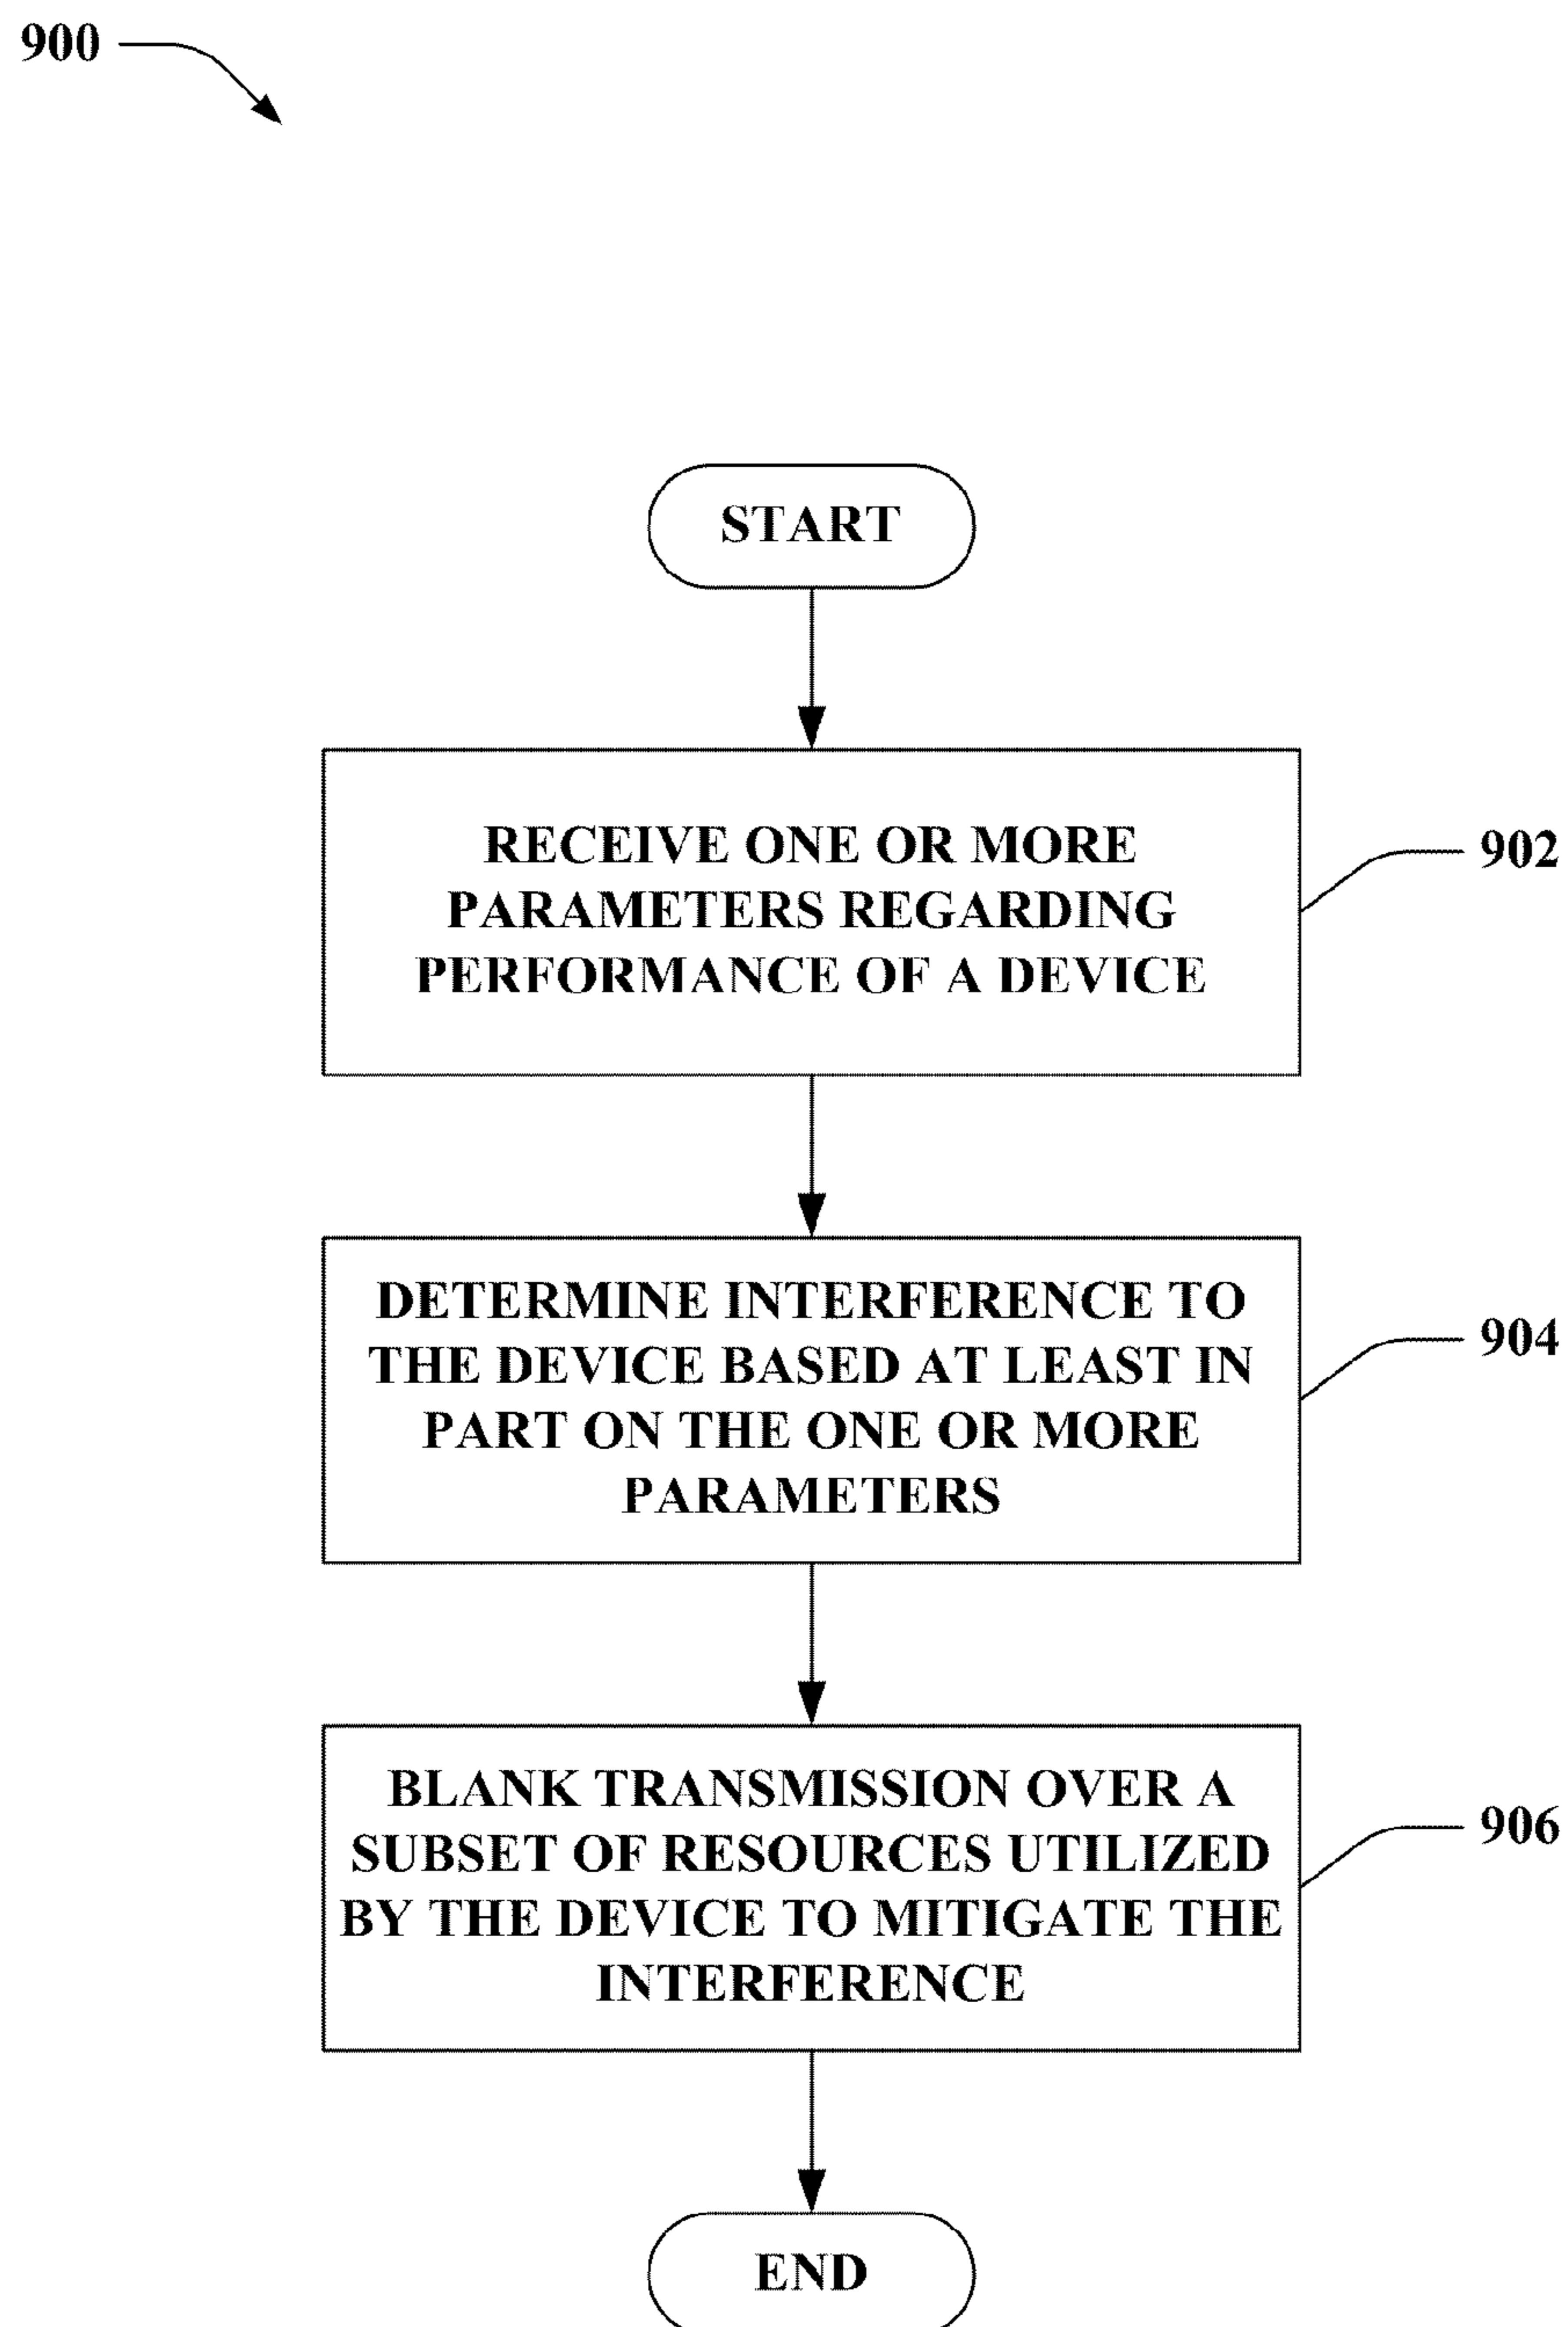 900
START
RECEIVE ONE OR MORE
PARAMETERS REGARDING
PERFORMANCE OF A DEVICE
902
DETERMINE INTERFERENCE TO
THE DEVICE BASED AT LEAST IN
PART ON THE ONE OR MORE
PARAMETERS
904
BLANK TRANSMISSION OVER A
SUBSET OF RESOURCES UTILIZED
BY THE DEVICE TO MITIGATE THE
INTERFERENCE
906
END